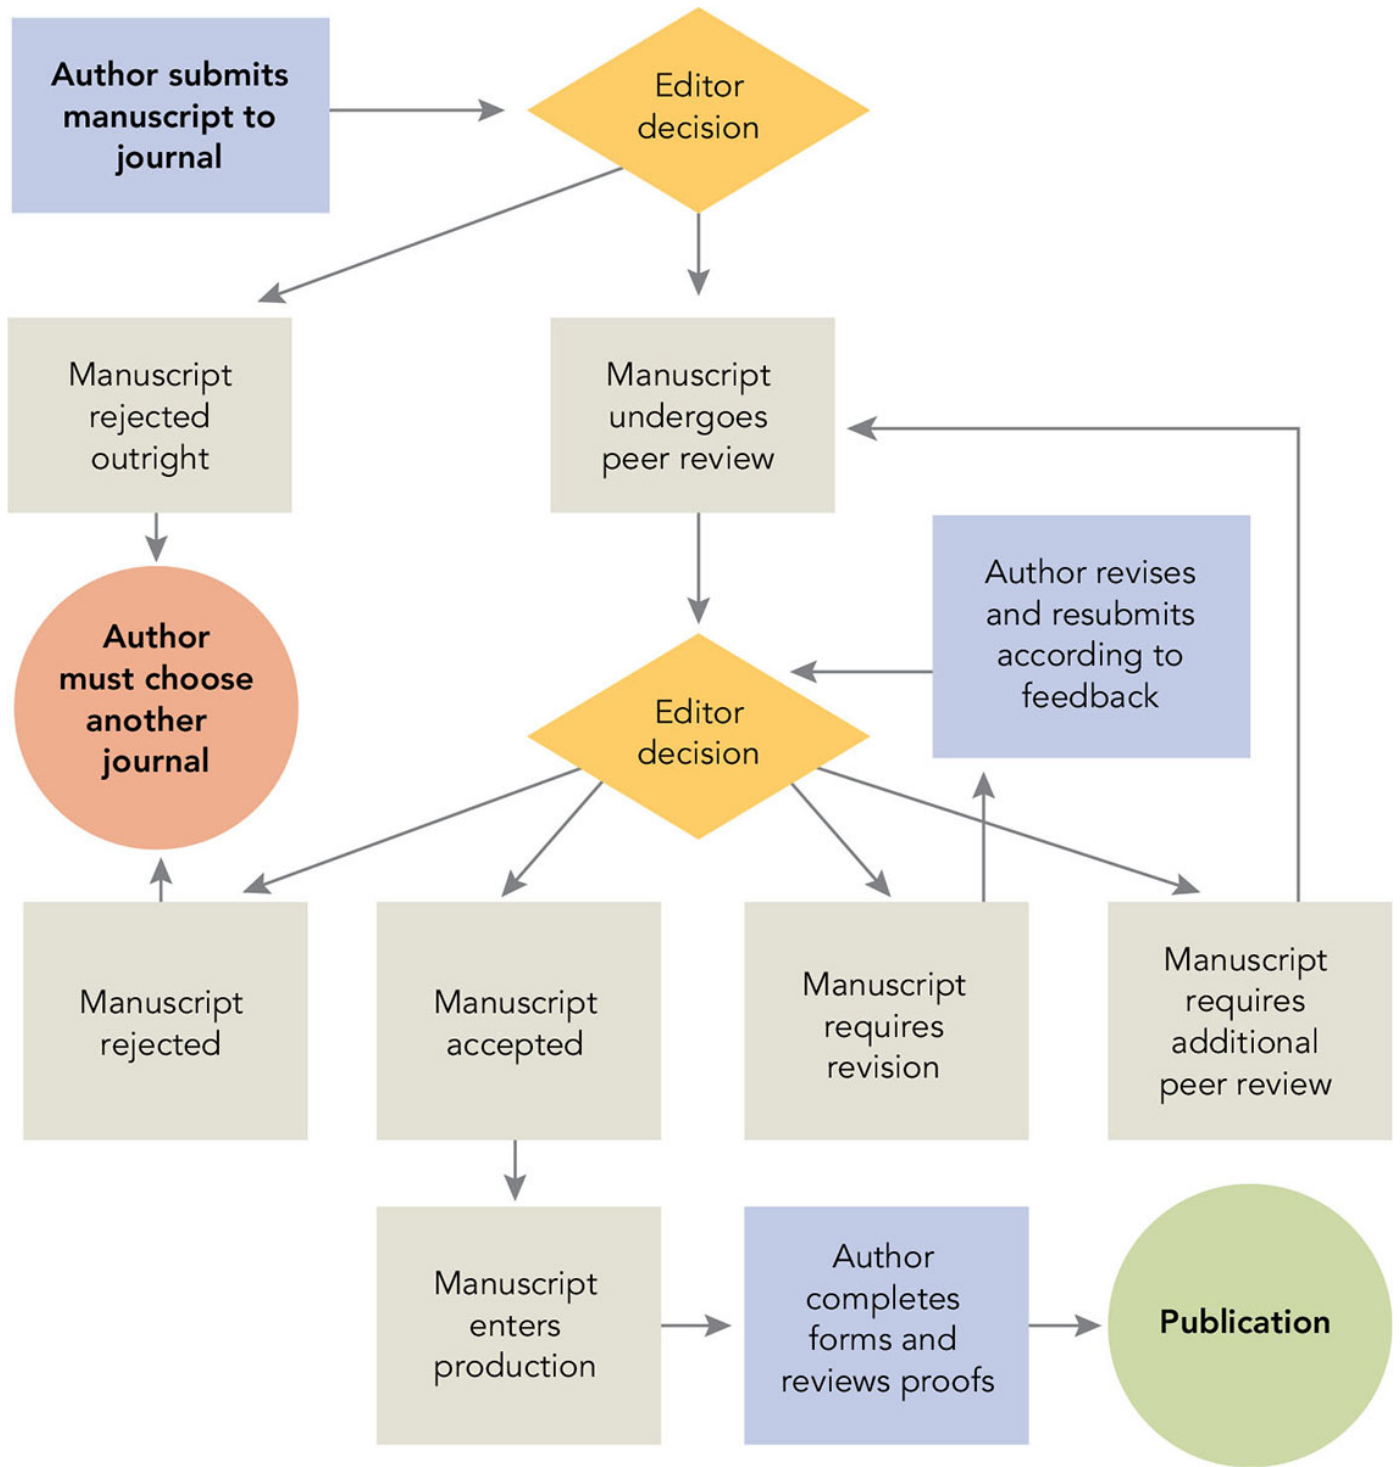 Author submits
manuscript to
journal
Editor
decision
Manuscript
rejected
outright
Manuscript
undergoes
peer review
Author
must choose
another
journal
Author revises
and resubmits
according to
feedback
Editor
decision
Manuscript
rejected
Manuscript
accepted
Manuscript
requires
revision
Manuscript
requires
additional
peer review
Manuscript
enters
production
Author
completes
forms and
reviews proofs
Publication